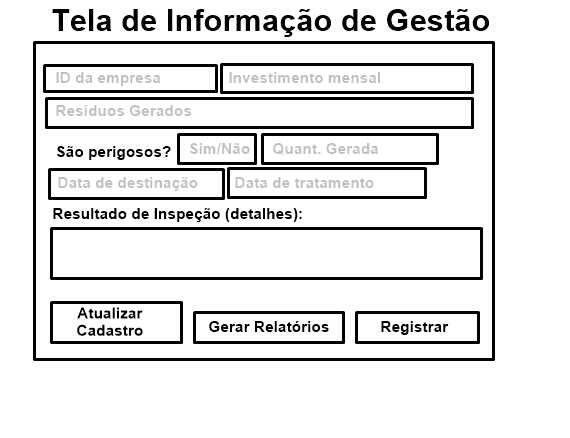 Tela de Informação de Gestão
ID da empresa Investimento mensal
Resíduos Gerados
São perigosos? Sim/Não Quant. Gerada
Data de destinação Data de tratamento
Resultado de Inspeção (detalhes):
Atualizar
Cadastro
Gerar Relatórios Registrar